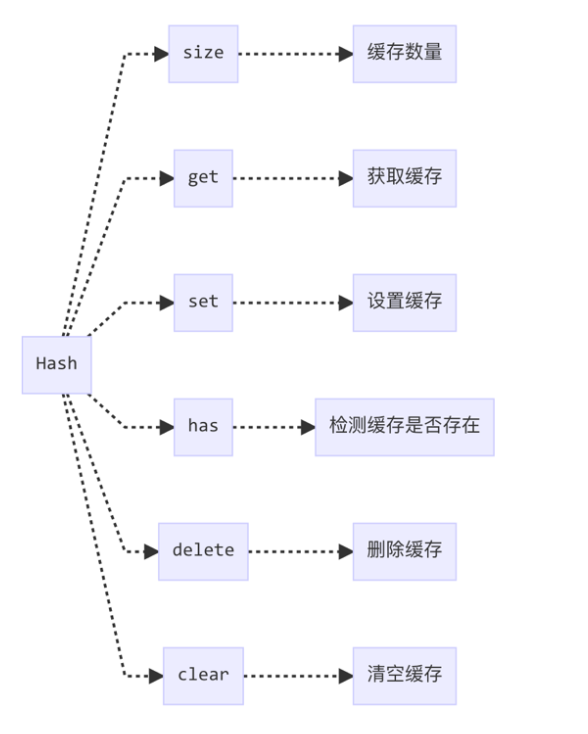 size
缓存数量
get
获取缓存
set
设置缓存
Hash
has
检测缓存是否存在
delete
删除缓存
clear
清空缓存